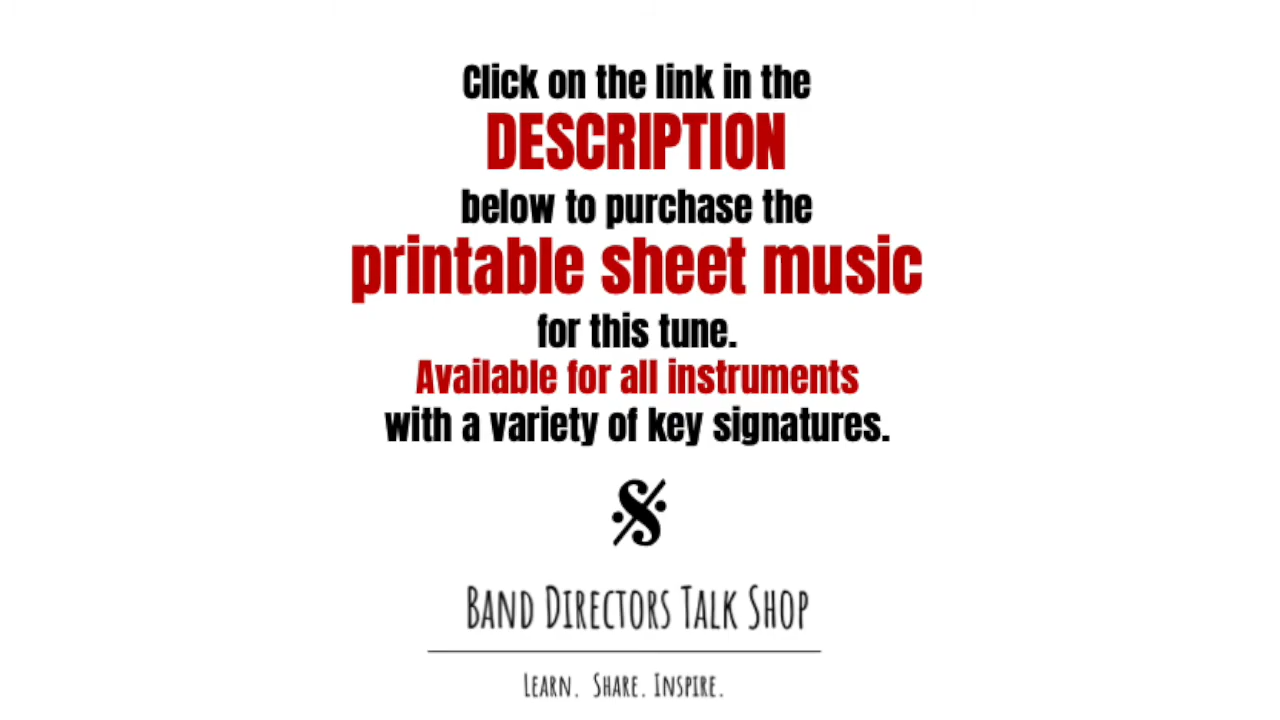 Click on the link in the
DESCRIPTION
below to purchase the
printable sheet music
for this tune.
Available for all instruments
with a variety of key signatures.
BAND DIRECTORS TALK SHOP
LEARN. SHARE. INSPIRE.